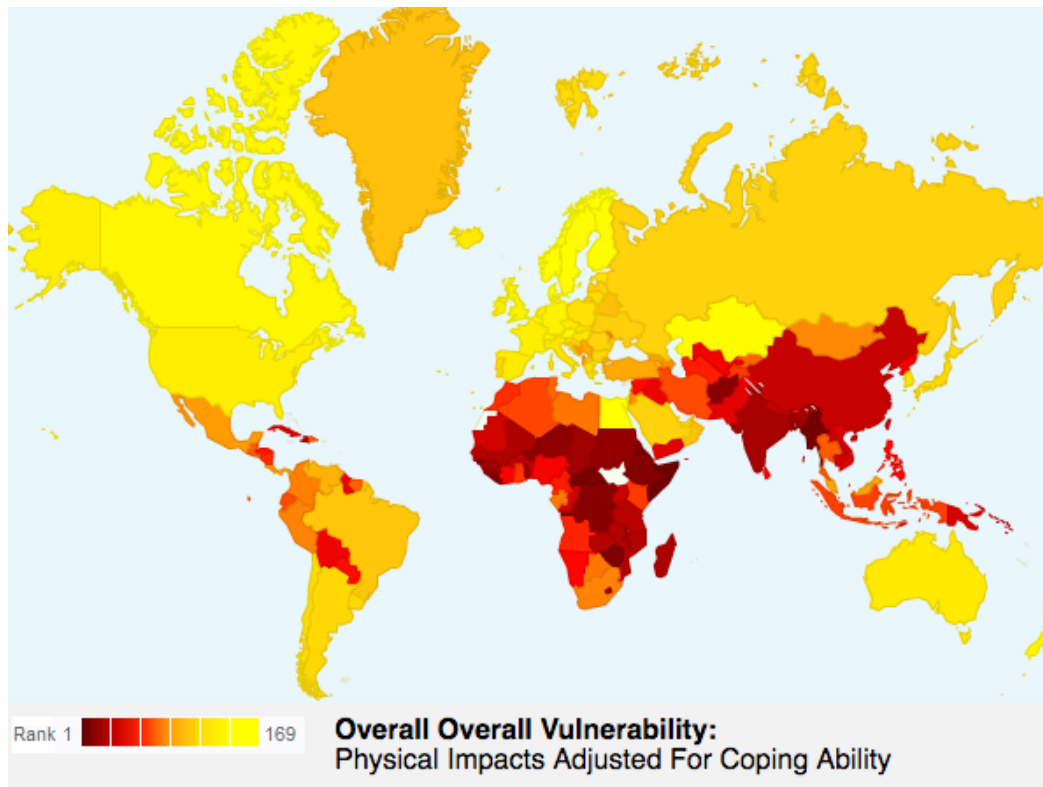 Rank 1 169
Overall Overall Vulnerability:
Physical Impacts Adjusted For Coping Ability